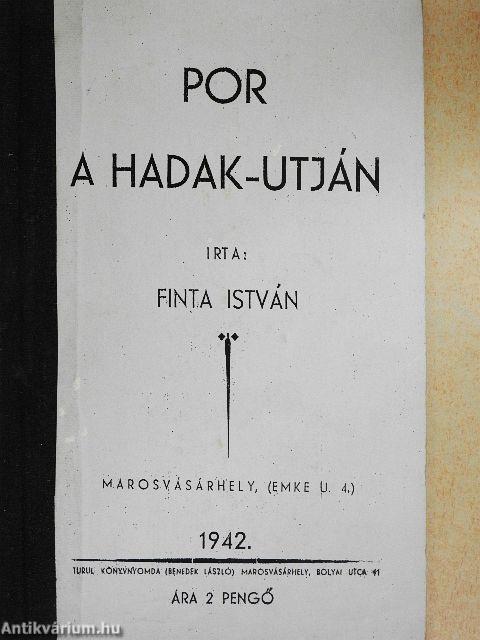 POR
A HADAK-UTJÁN
IRTA:
FINTA ISTVÁN
MAROSVÁSÁRHELY, (EMKE U. 4.)
1942.
TURUL KÖNYVNYOMDA (BENEDEK LÁSZLÓ) MAROSVÁSÁRHELY, BOLYAI UTCA 41
ÁRA 2 PENGŐ
Antikvárium.hu